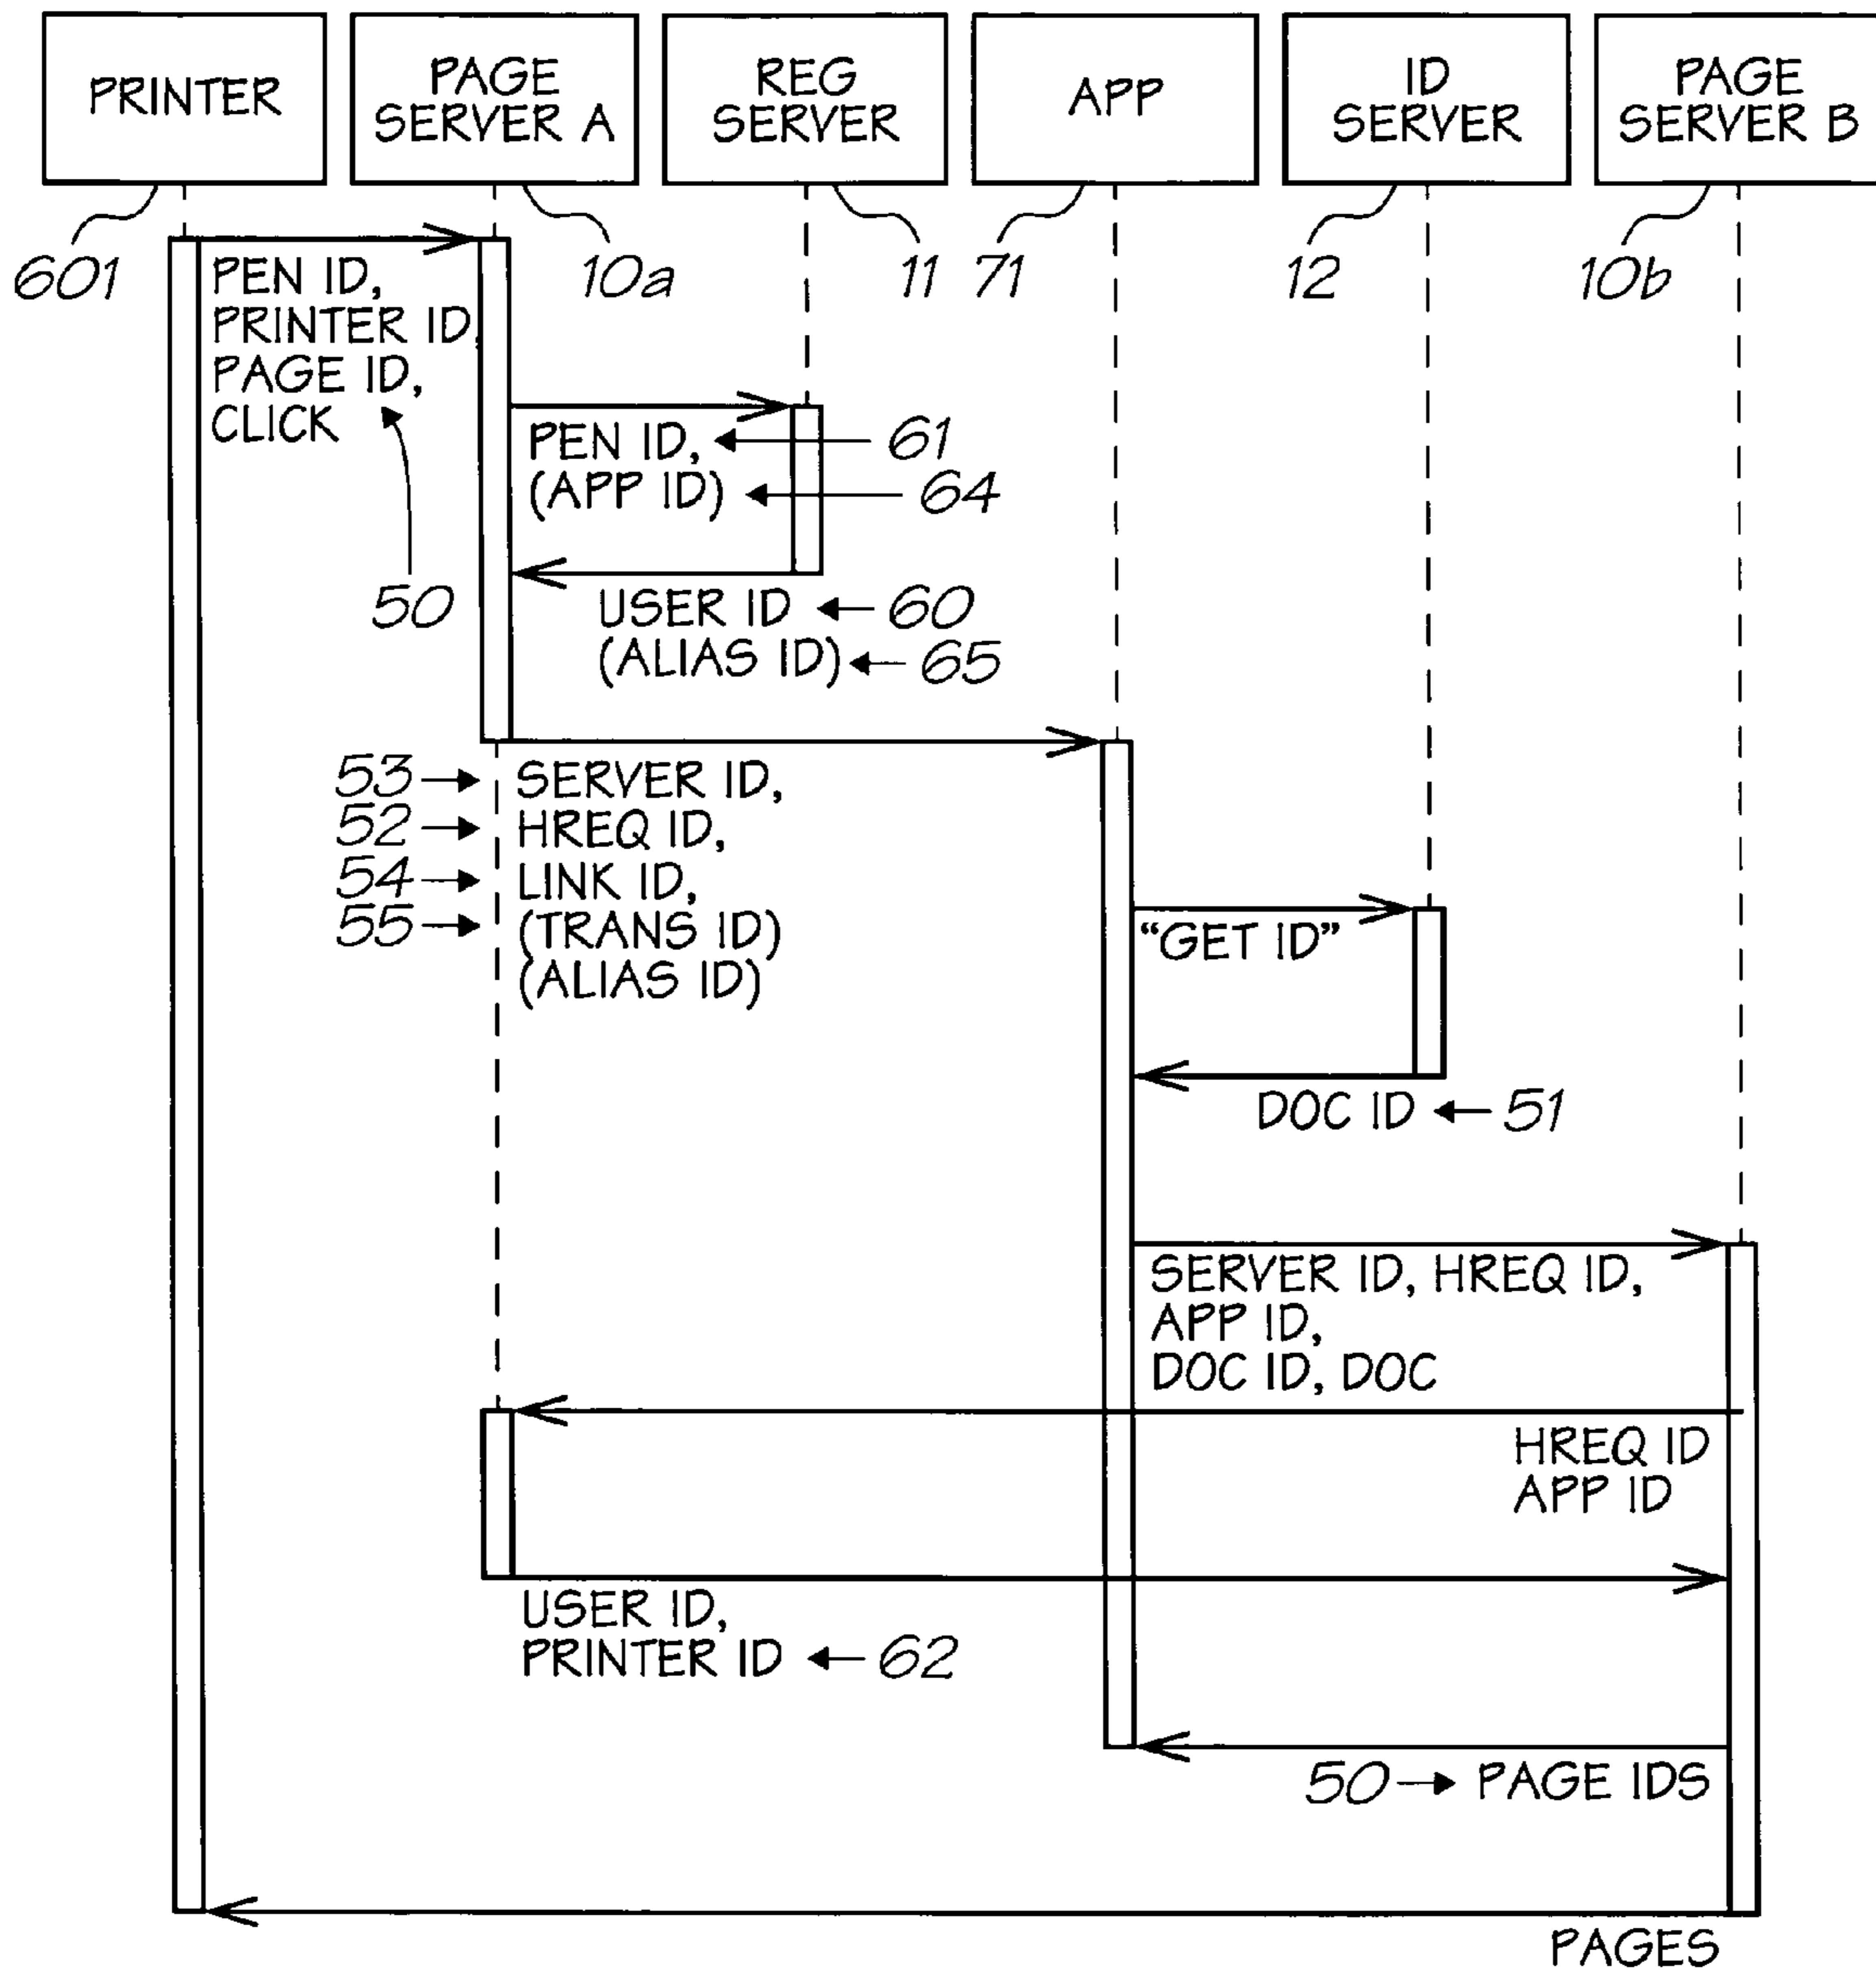 PRINTER
PAGE
SERVER A
REG
SERVER
APP
ID
SERVER
PAGE
SERVER B
601
10a
11
71
12
10b
PEN ID,
PRINTER ID
PAGE ID,
CLICK
50
PEN ID,
61
(APP ID)
64
USER ID
60
(ALIAS ID)
65
53
SERVER ID,
52
HREQ ID,
54
LINK ID,
55
(TRANS ID)
(ALIAS ID)
“GET ID”
DOC ID
51
SERVER ID, HREQ ID,
APP ID,
DOC ID, DOC
HREQ ID
APP ID
USER ID,
PRINTER ID
62
50
PAGE IDS
PAGES